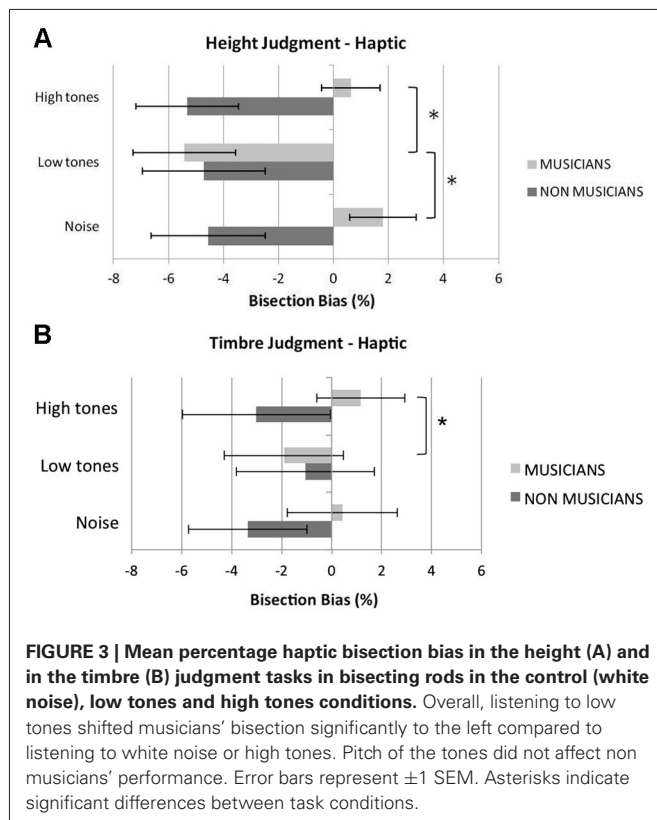 A
Height Judgment - Haptic
High tones
Low tones
Noise
* 
*
MUSICIANS
NON MUSICIANS
-8 -6 -4 -2 0 2 4 6
Bisection Bias (%)
B
Timbre Judgment - Haptic
High tones
Low tones
Noise
*
MUSICIANS
NON MUSICIANS
-8 -6 -4 -2 0 2 4 6
Bisection Bias (%)
FIGURE 3 | Mean percentage haptic bisection bias in the height (A) and
in the timbre (B) judgment tasks in bisecting rods in the control (white
noise), low tones and high tones conditions. Overall, listening to low
tones shifted musicians' bisection significantly to the left compared to
listening to white noise or high tones. Pitch of the tones did not affect non
musicians' performance. Error bars represent ±1 SEM. Asterisks indicate
significant differences between task conditions.